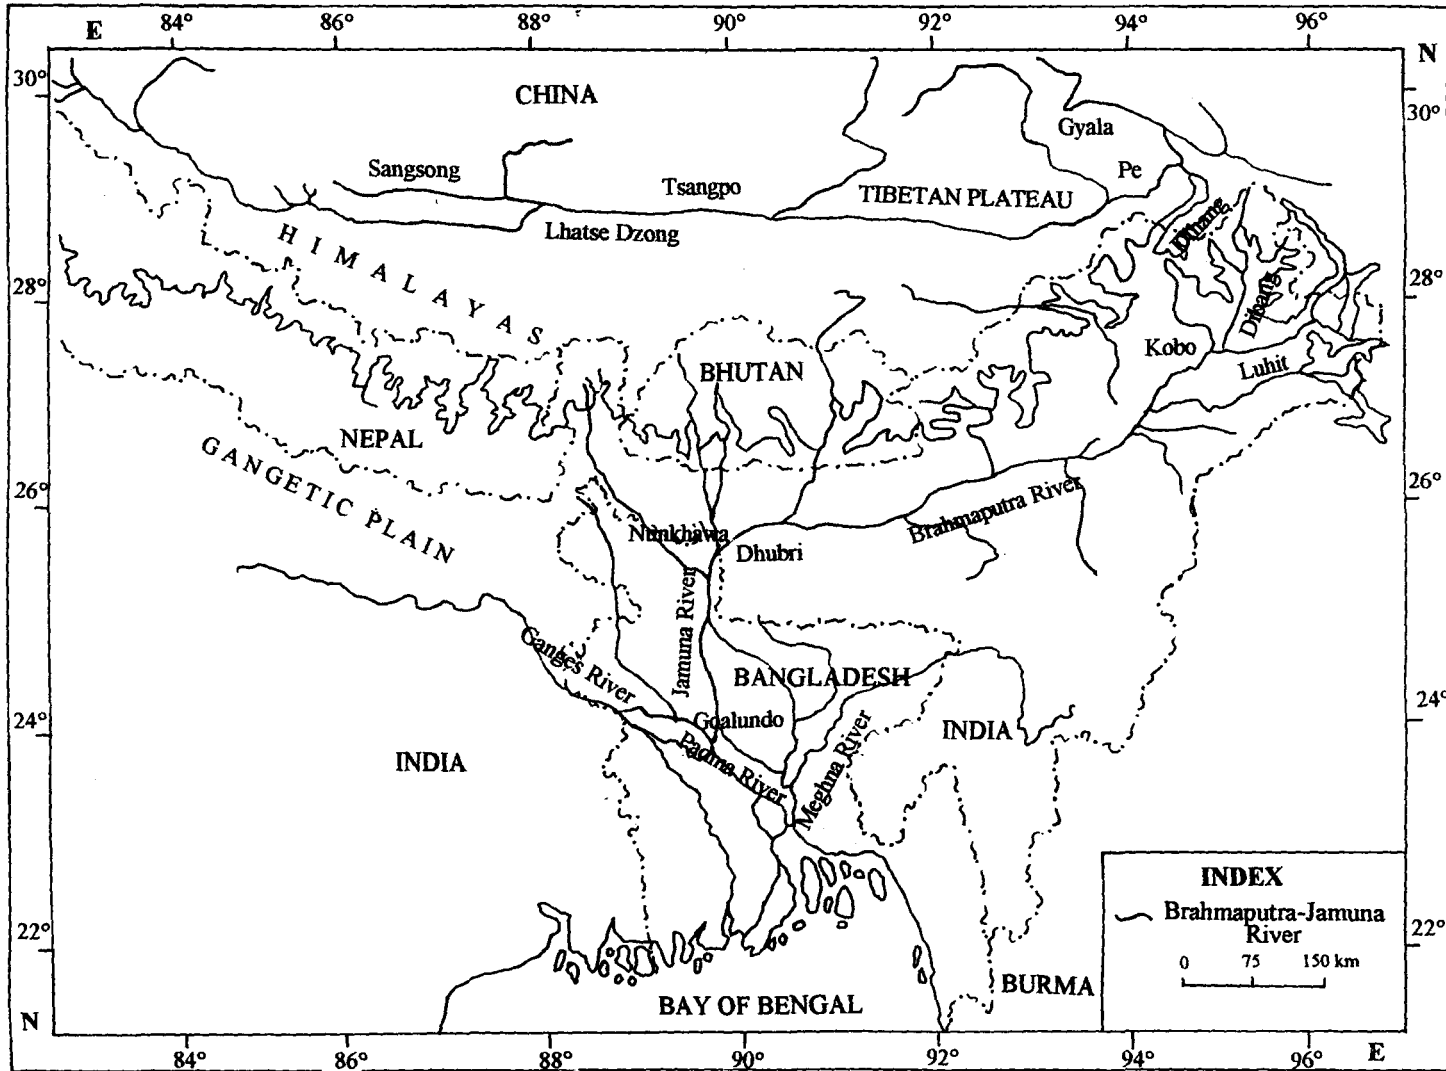 84° 86° 88° 90° 92° 94° 96°
E
N
30°
30°
CHINA
Gyala
Sangsong
Pe
Tsangpo
TIBETAN PLATEAU
Lhatse Dzong
Dihang
HIMALAYAS
28°
28°
Dibang
Kobo
BHUTAN
Luhit
NEPAL
GANGETIC PLAIN
26°
26°
Brahmaputra River
Nunkhawa
Dhubri
Jamuna River
Ganges River
BANGLADESH
24°
24°
Goalundo
INDIA
Padma River
INDIA
Meghna River
INDEX
Brahmaputra-Jamuna
River
0 75 150 km
22°
22°
BURMA
BAY OF BENGAL
N
84° 86° 88° 90° 92° 94° 96° E